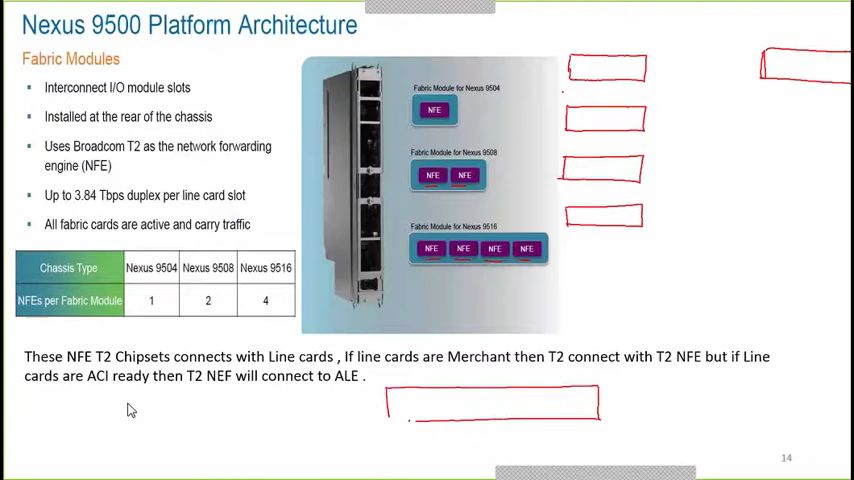 Nexus 9500 Platform Architecture
Fabric Modules
Interconnect I/O module slots
Installed at the rear of the chassis
Uses Broadcom T2 as the network forwarding
engine (NFE)
Up to 3.84 Tbps duplex per line card slot
All fabric cards are active and carry traffic
Fabric Module for Nexus 9504
NFE
Fabric Module for Nexus 9508
NFE NFE
Fabric Module for Nexus 9516
NFE NFE NFE NFE
Chassis Type Nexus 9504 Nexus 9508 Nexus 9516
NFEs per Fabric Module 1 2 4
These NFE T2 Chipsets connects with Line cards , If line cards are Merchant then T2 connect with T2 NFE but if Line
cards are ACI ready then T2 NEF will connect to ALE .
14